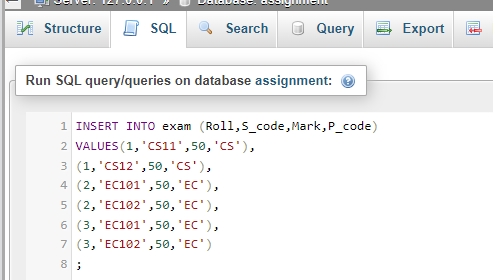 Server: 127.0.0.1 » Database: assignment
Structure SQL Search Query Export
Run SQL query/queries on database assignment:
1 INSERT INTO exam (Roll,S_code,Mark,P_code)
2 VALUES(1,'CS11',50,'CS'),
3 (1,'CS12',50,'CS'),
4 (2,'EC101',50,'EC'),
5 (2,'EC102',50,'EC'),
6 (3,'EC101',50,'EC'),
7 (3,'EC102',50,'EC')
8 ;